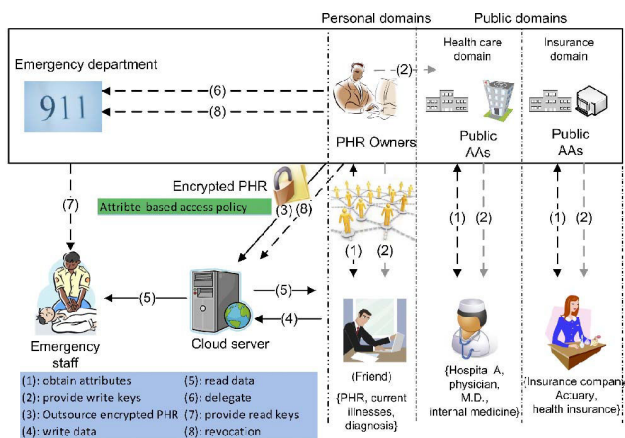 Personal domains
Public domains
Emergency department
911
(6)
(8)
(2)
Health care
domain
Insurance
domain
PHR Owners
Public
AAs
Public
AAs
Encrypted PHR
Attribte-based access policy
(3) (8)
(7)
(1)
(2)
(1)
(2)
(1)
(2)
(5)
(5)
(4)
Emergency
staff
Cloud server
(Friend)
{PHR, current
illnesses,
diagnosis}
{Hospita A,
physician,
M.D.,
internal medicine}
{Insurance compan
Actuary,
health insurance}
(1): obtain attributes
(2): provide write keys
(3): Outsource encrypted PHR
(4): write data
(5): read data
(6): delegate
(7): provide read keys
(8): revocation